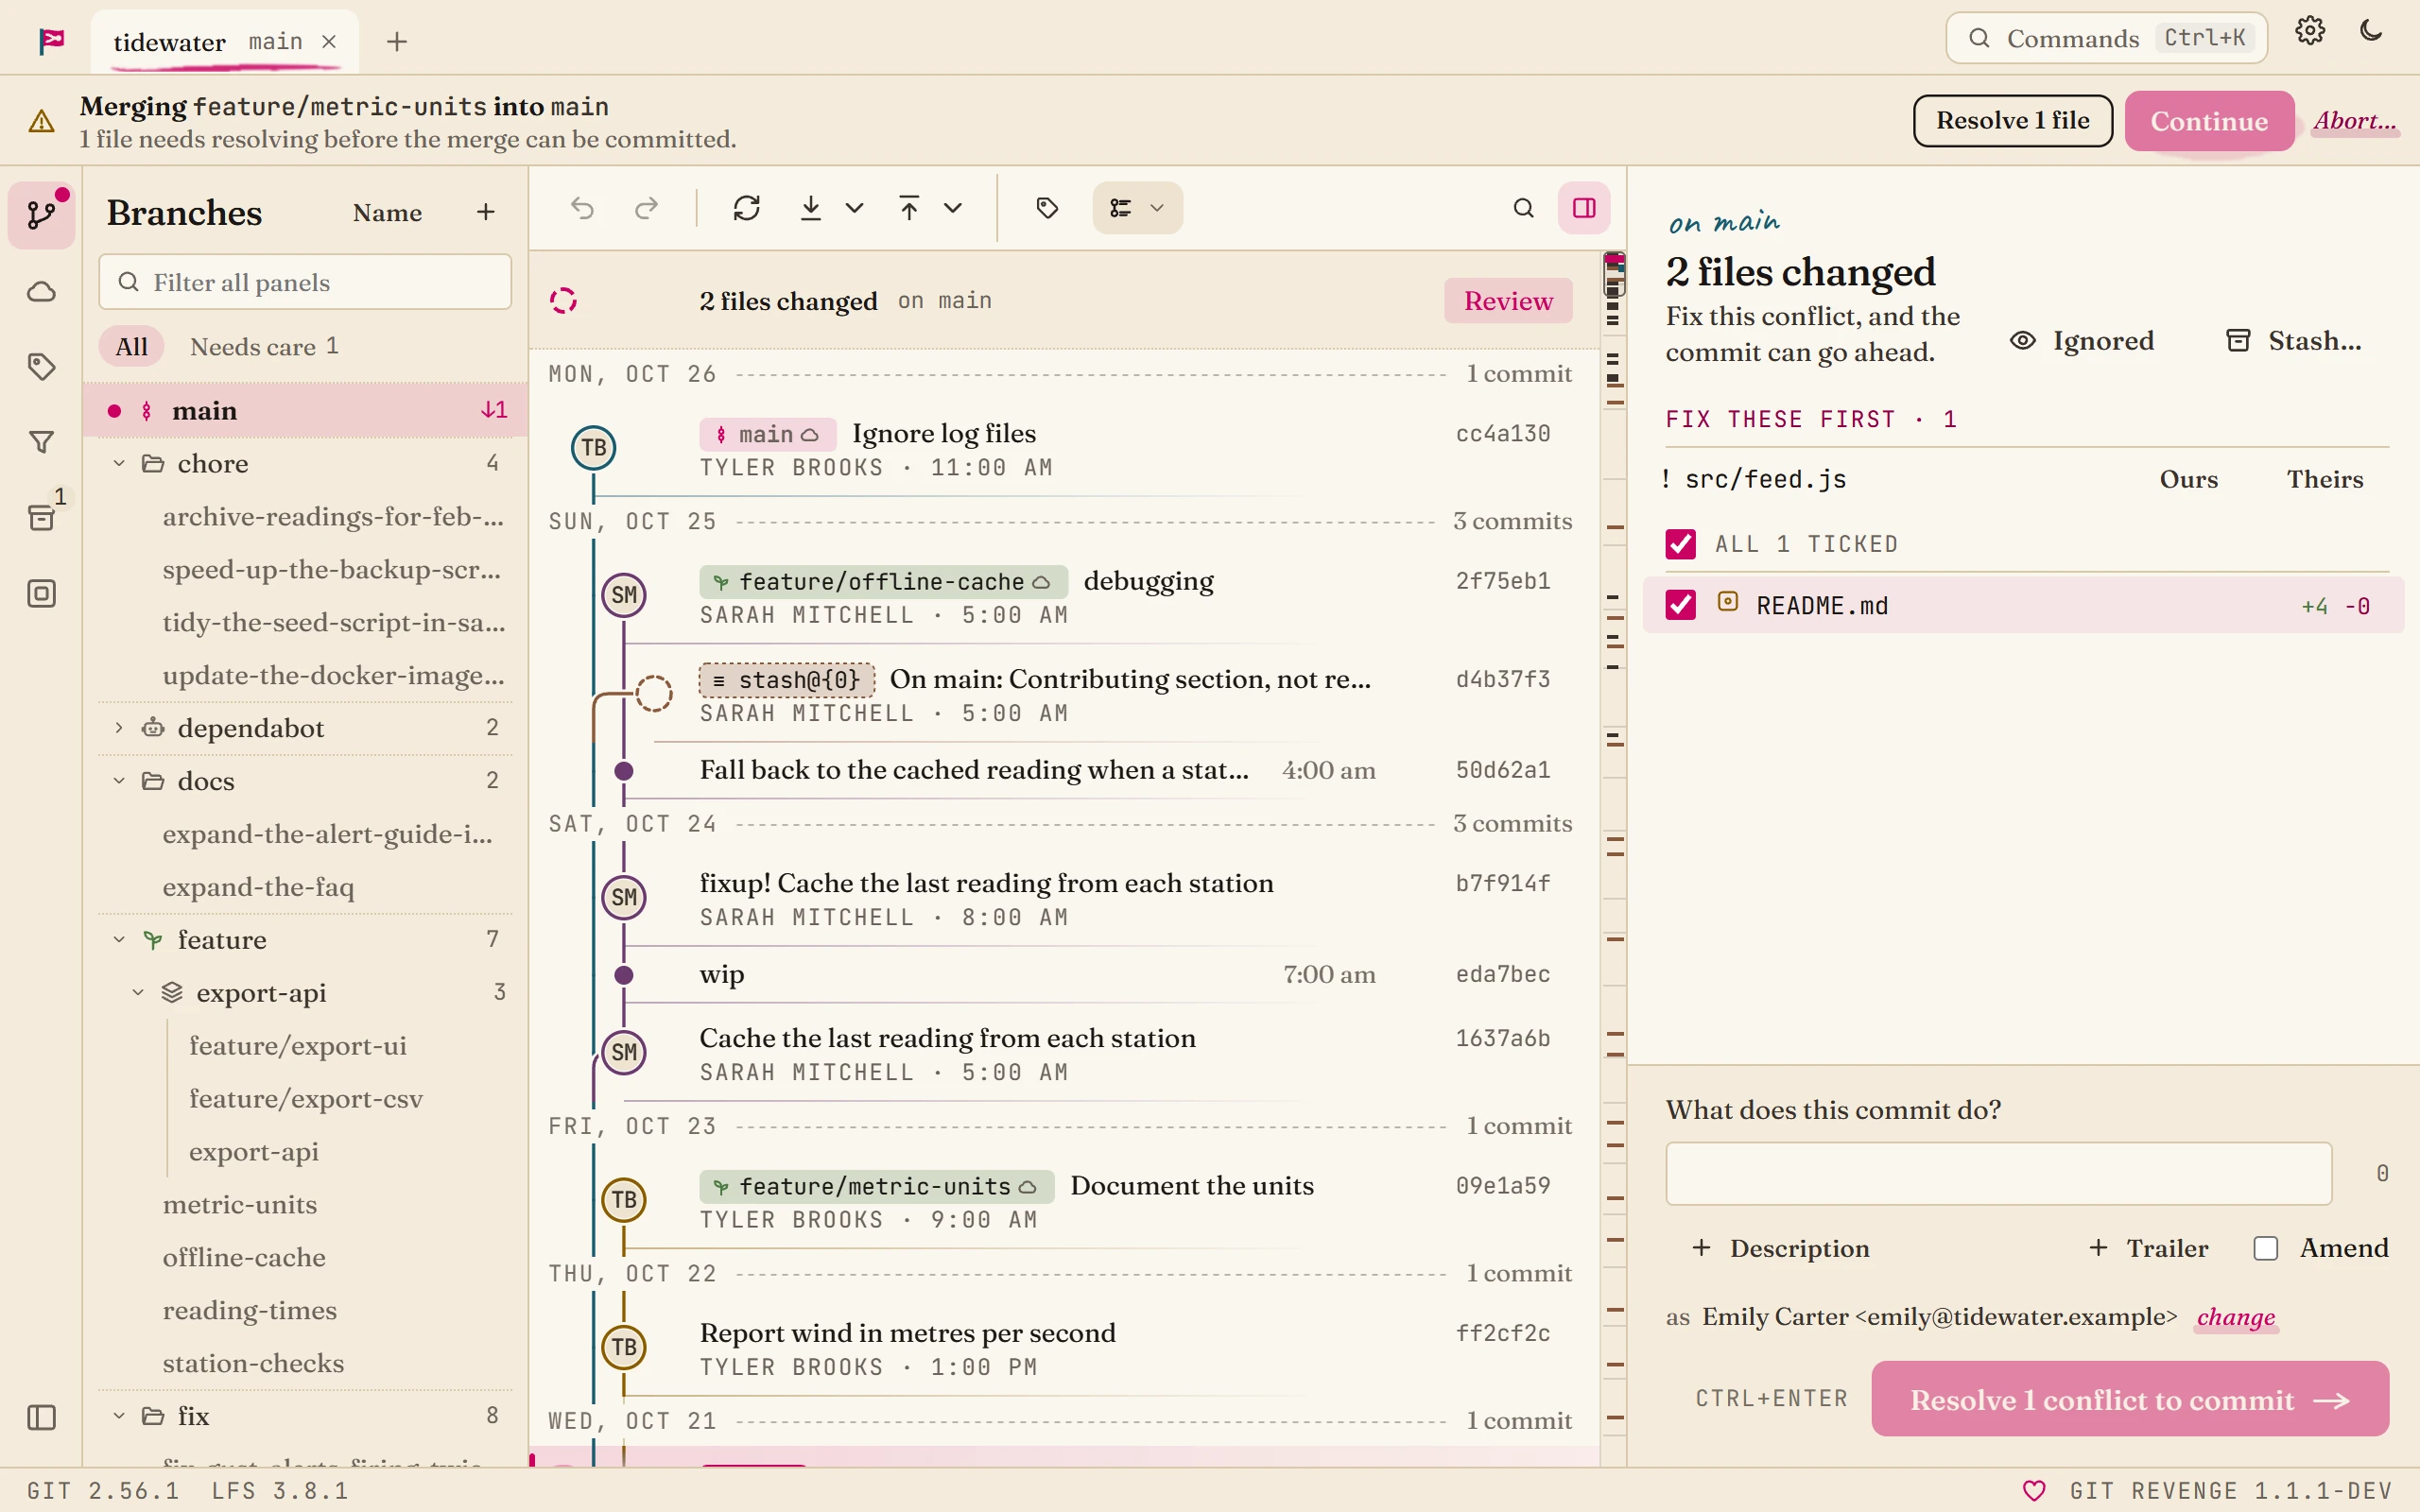 tidewater main
Commands Ctrl+K
Merging feature/metric-units into main
1 file needs resolving before the merge can be committed.
Resolve 1 file
Continue
Abort...
Branches
Name
Filter all panels
All
Needs care 1
main
↓1
chore
4
archive-readings-for-feb-...
speed-up-the-backup-scr...
tidy-the-seed-script-in-sa...
update-the-docker-image...
dependabot
2
docs
2
expand-the-alert-guide-i...
expand-the-faq
feature
7
export-api
3
feature/export-ui
feature/export-csv
export-api
metric-units
offline-cache
reading-times
station-checks
fix
8
1
2 files changed on main
Review
MON, OCT 26
1 commit
TB
main Ignore log files
cc4a130
TYLER BROOKS · 11:00 AM
SUN, OCT 25
3 commits
SM
feature/offline-cache debugging
2f75eb1
SARAH MITCHELL · 5:00 AM
stash@{0} On main: Contributing section, not re...
d4b37f3
SARAH MITCHELL · 5:00 AM
Fall back to the cached reading when a stat... 4:00 am
50d62a1
SAT, OCT 24
3 commits
SM
fixup! Cache the last reading from each station
b7f914f
SARAH MITCHELL · 8:00 AM
wip 7:00 am
eda7bec
SM
Cache the last reading from each station
1637a6b
SARAH MITCHELL · 5:00 AM
FRI, OCT 23
1 commit
TB
feature/metric-units Document the units
09e1a59
TYLER BROOKS · 9:00 AM
THU, OCT 22
1 commit
TB
Report wind in metres per second
ff2cf2c
TYLER BROOKS · 1:00 PM
WED, OCT 21
1 commit
on main
2 files changed
Fix this conflict, and the
commit can go ahead.
Ignored
Stash...
FIX THESE FIRST · 1
! src/feed.js
Ours
Theirs
ALL 1 TICKED
README.md
+4 -0
What does this commit do?
0
+ Description
+ Trailer
Amend
as Emily Carter <emily@tidewater.example> change
CTRL+ENTER
Resolve 1 conflict to commit →
GIT 2.56.1 LFS 3.8.1
GIT REVENGE 1.1.1-DEV